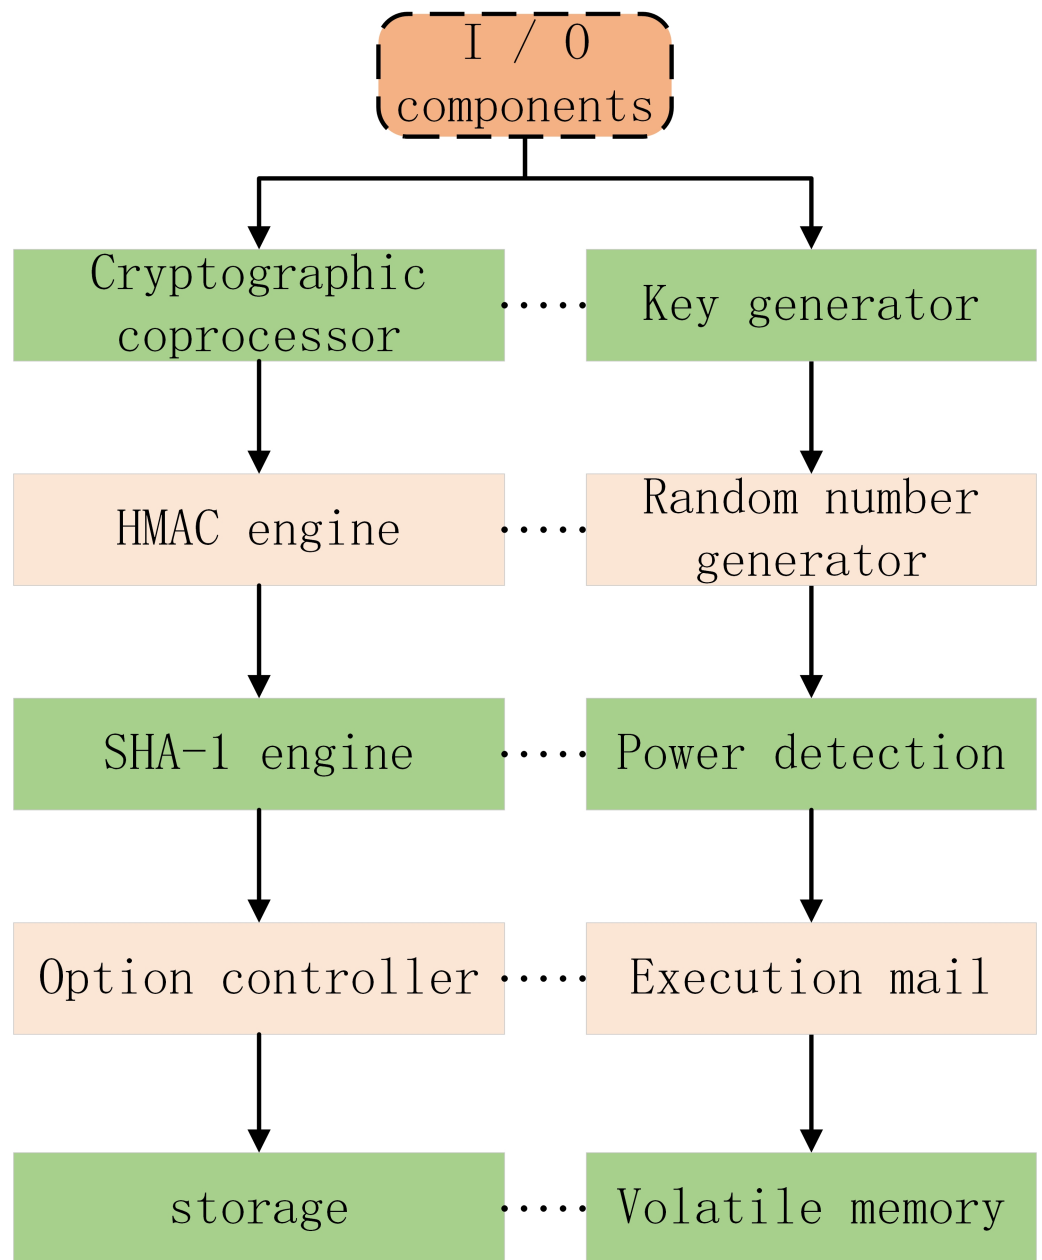 I / O
components
Cryptographic
coprocessor
Key generator
HMAC engine
Random number
generator
SHA-1 engine
Power detection
Option controller
Execution mail
storage
Volatile memory